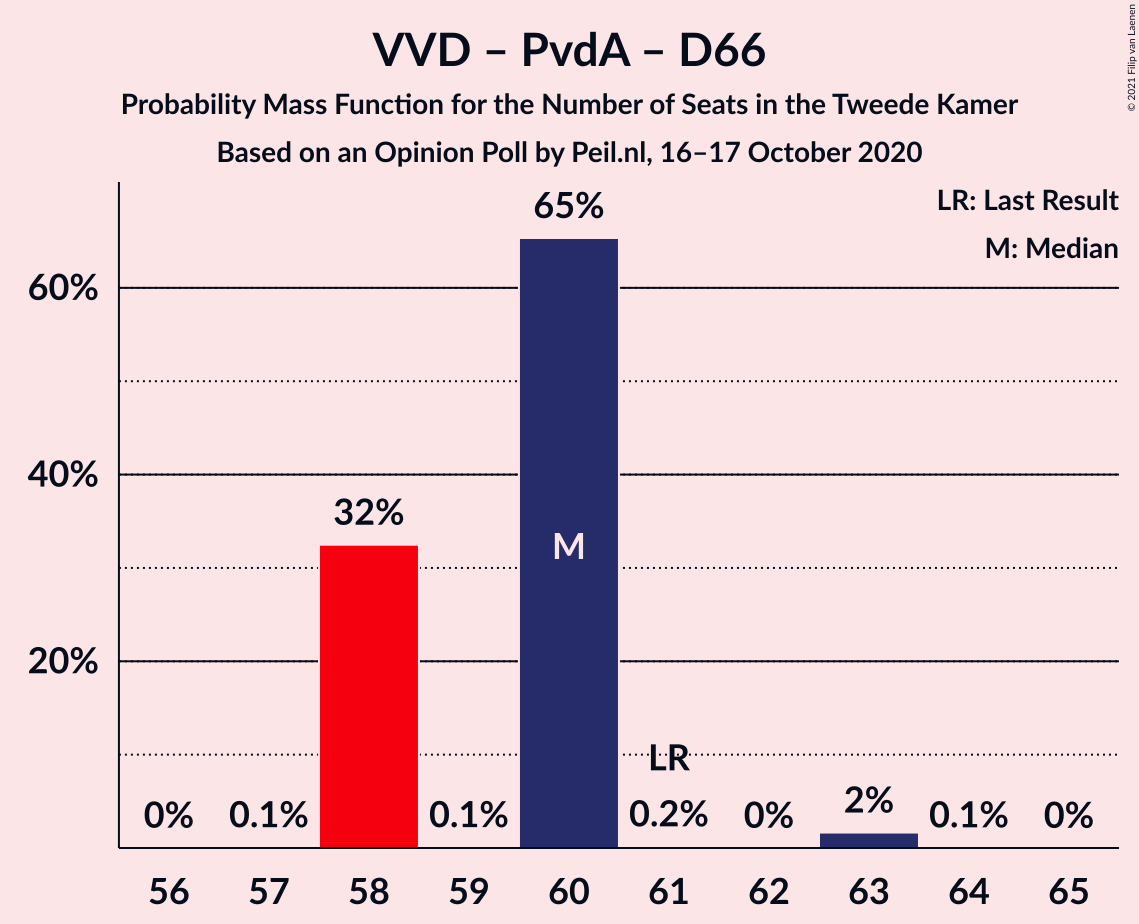 VVD – PvdA – D66
Probability Mass Function for the Number of Seats in the Tweede Kamer
Based on an Opinion Poll by Peil.nl, 16–17 October 2020
© 2021 Filip van Laenen
LR: Last Result
M: Median
60%
40%
20%
0%
0.1%
32%
0.1%
65%
M
LR
0.2%
0%
2%
0.1%
0%
56 57 58 59 60 61 62 63 64 65